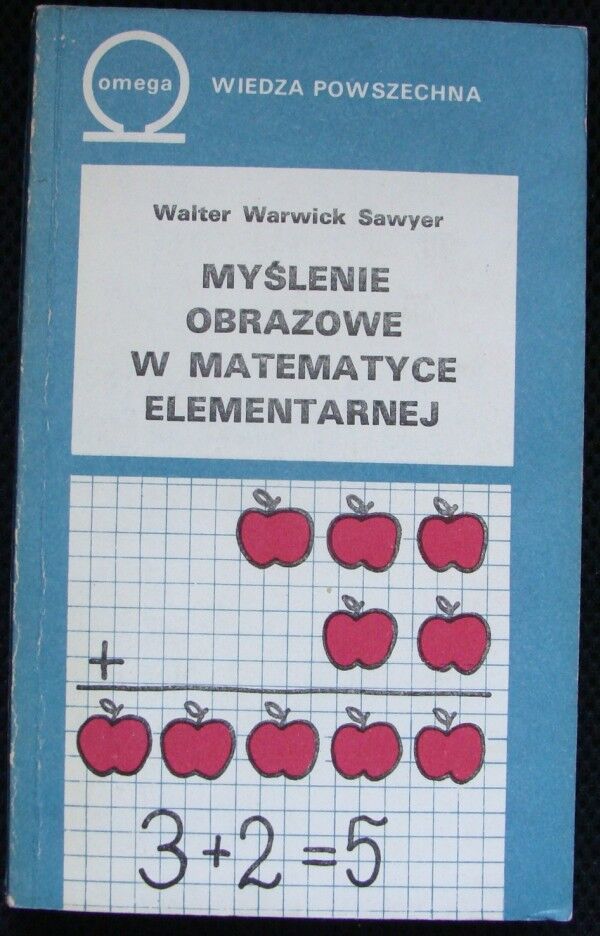 omega
WIEDZA POWSZECHNA
Walter Warwick Sawyer
MYŚLENIE
OBRAZOWE
W MATEMATYCE
ELEMENTARNEJ
+
3+2=5